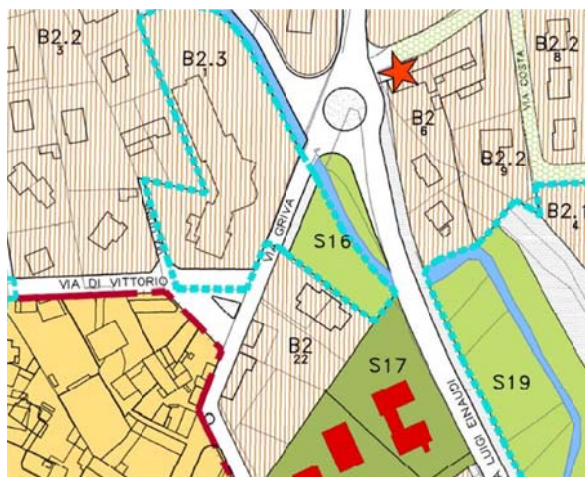 B2.2
3
B2.3
1
B2.2
8
VIA COSTA
B2
6
B2.2
9
B2.1
4
VIA GRIVA
S16
VIA DI VITTORIO
B2
22
S17
S19
LUIGI EINAUDI